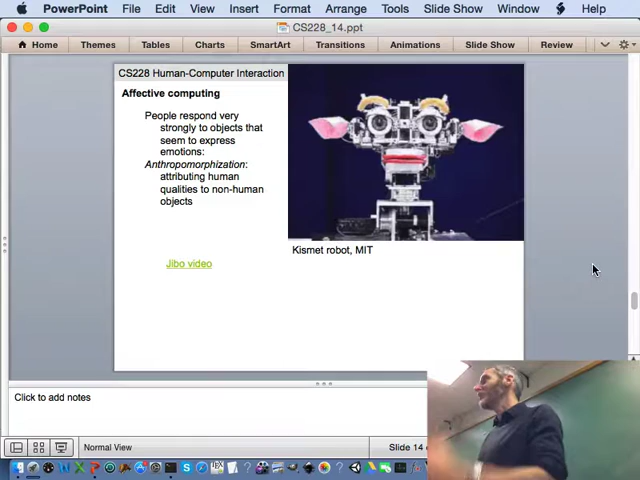 PowerPoint File Edit View Insert Format Arrange Tools Slide Show Window Help
CS228_14.ppt
Home Themes Tables Charts SmartArt Transitions Animations Slide Show Review
CS228 Human-Computer Interaction
Affective computing
People respond very
strongly to objects that
seem to express
emotions:
Anthropomorphization:
attributing human
qualities to non-human
objects
Kismet robot, MIT
Jibo video
Click to add notes
Normal View
Slide 14